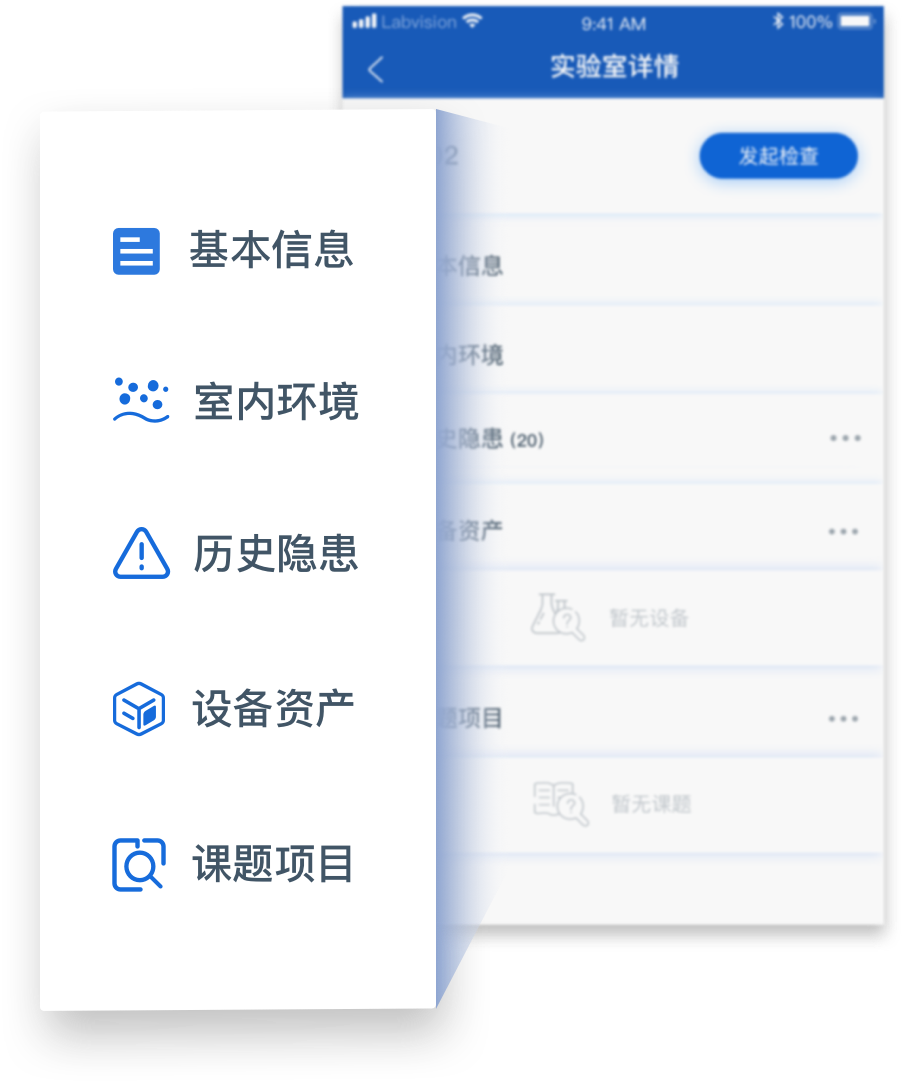 Labvision 9:41 AM 100%
实验室详情
2 发起检查
本信息
内环境
史隐患 (20)
备资产
暂无设备
题项目
暂无课题
基本信息
室内环境
历史隐患
设备资产
课题项目